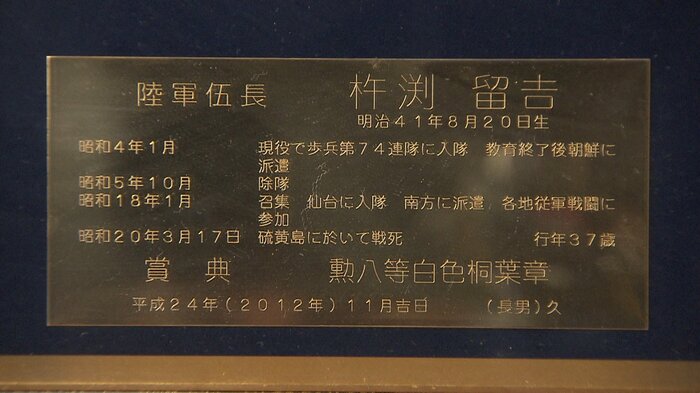 陸軍伍長 杵渕 留吉
明治41年8月20日生
昭和4年1月 現役で歩兵第74連隊に入隊 教育終了後朝鮮に
派遣
昭和5年10月 除隊
昭和18年1月 召集 仙台に入隊 南方に派遣 各地従軍戦闘に
参加
昭和20年3月17日 硫黄島に於いて戦死 行年37歳
賞典 勲八等白色桐葉章
平成24年(2012年)11月吉日 (長男)久